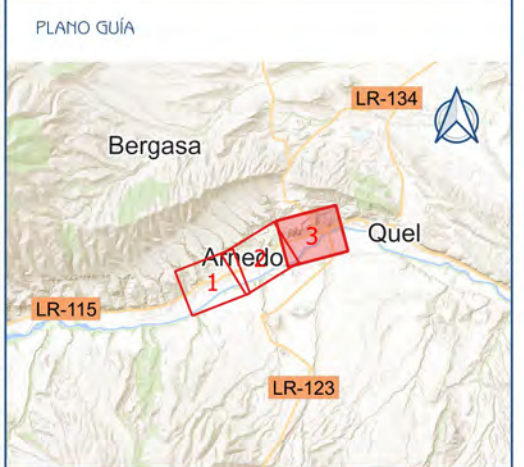 PLANO GUÍA
LR-134
Bergasa
Quel
3
Arnedo
2
1
LR-115
LR-123